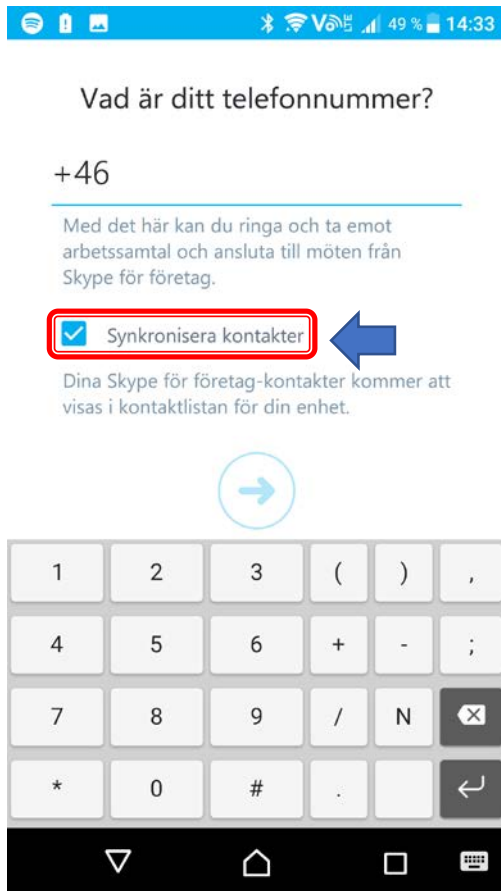 49 % 14:33
Vad är ditt telefonnummer?
+46
Med det här kan du ringa och ta emot
arbetssamtal och ansluta till möten från
Skype för företag.
Synkronisera kontakter
Dina Skype för företag-kontakter kommer att
visas i kontaktlistan för din enhet.
1 2 3 ( ) ,
4 5 6 + - ;
7 8 9 / N
* 0 # .